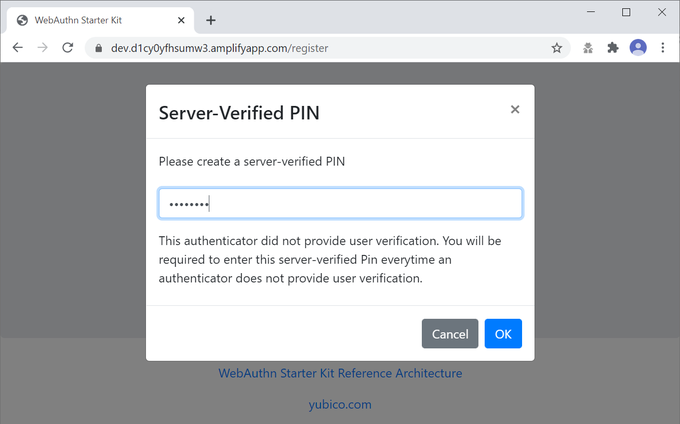 WebAuthn Starter Kit
dev.d1cy0yfhsumw3.amplifyapp.com/register
Server-Verified PIN
×
Please create a server-verified PIN
••••••••
This authenticator did not provide user verification. You will be
required to enter this server-verified Pin everytime an
authenticator does not provide user verification.
Cancel OK
WebAuthn Starter Kit Reference Architecture
yubico.com